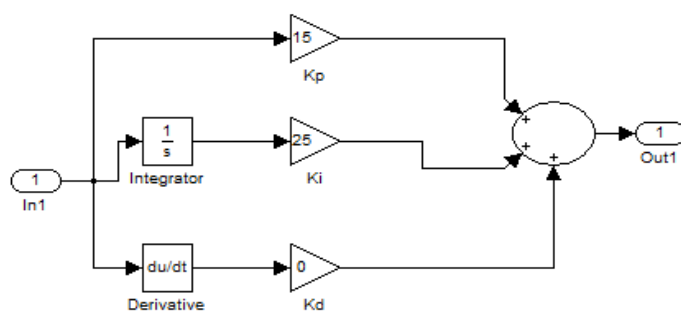 15
Kp
+
1
s
25
+
+
1
Integrator
Ki
Out1
1
In1
du/dt
0
Derivative
Kd